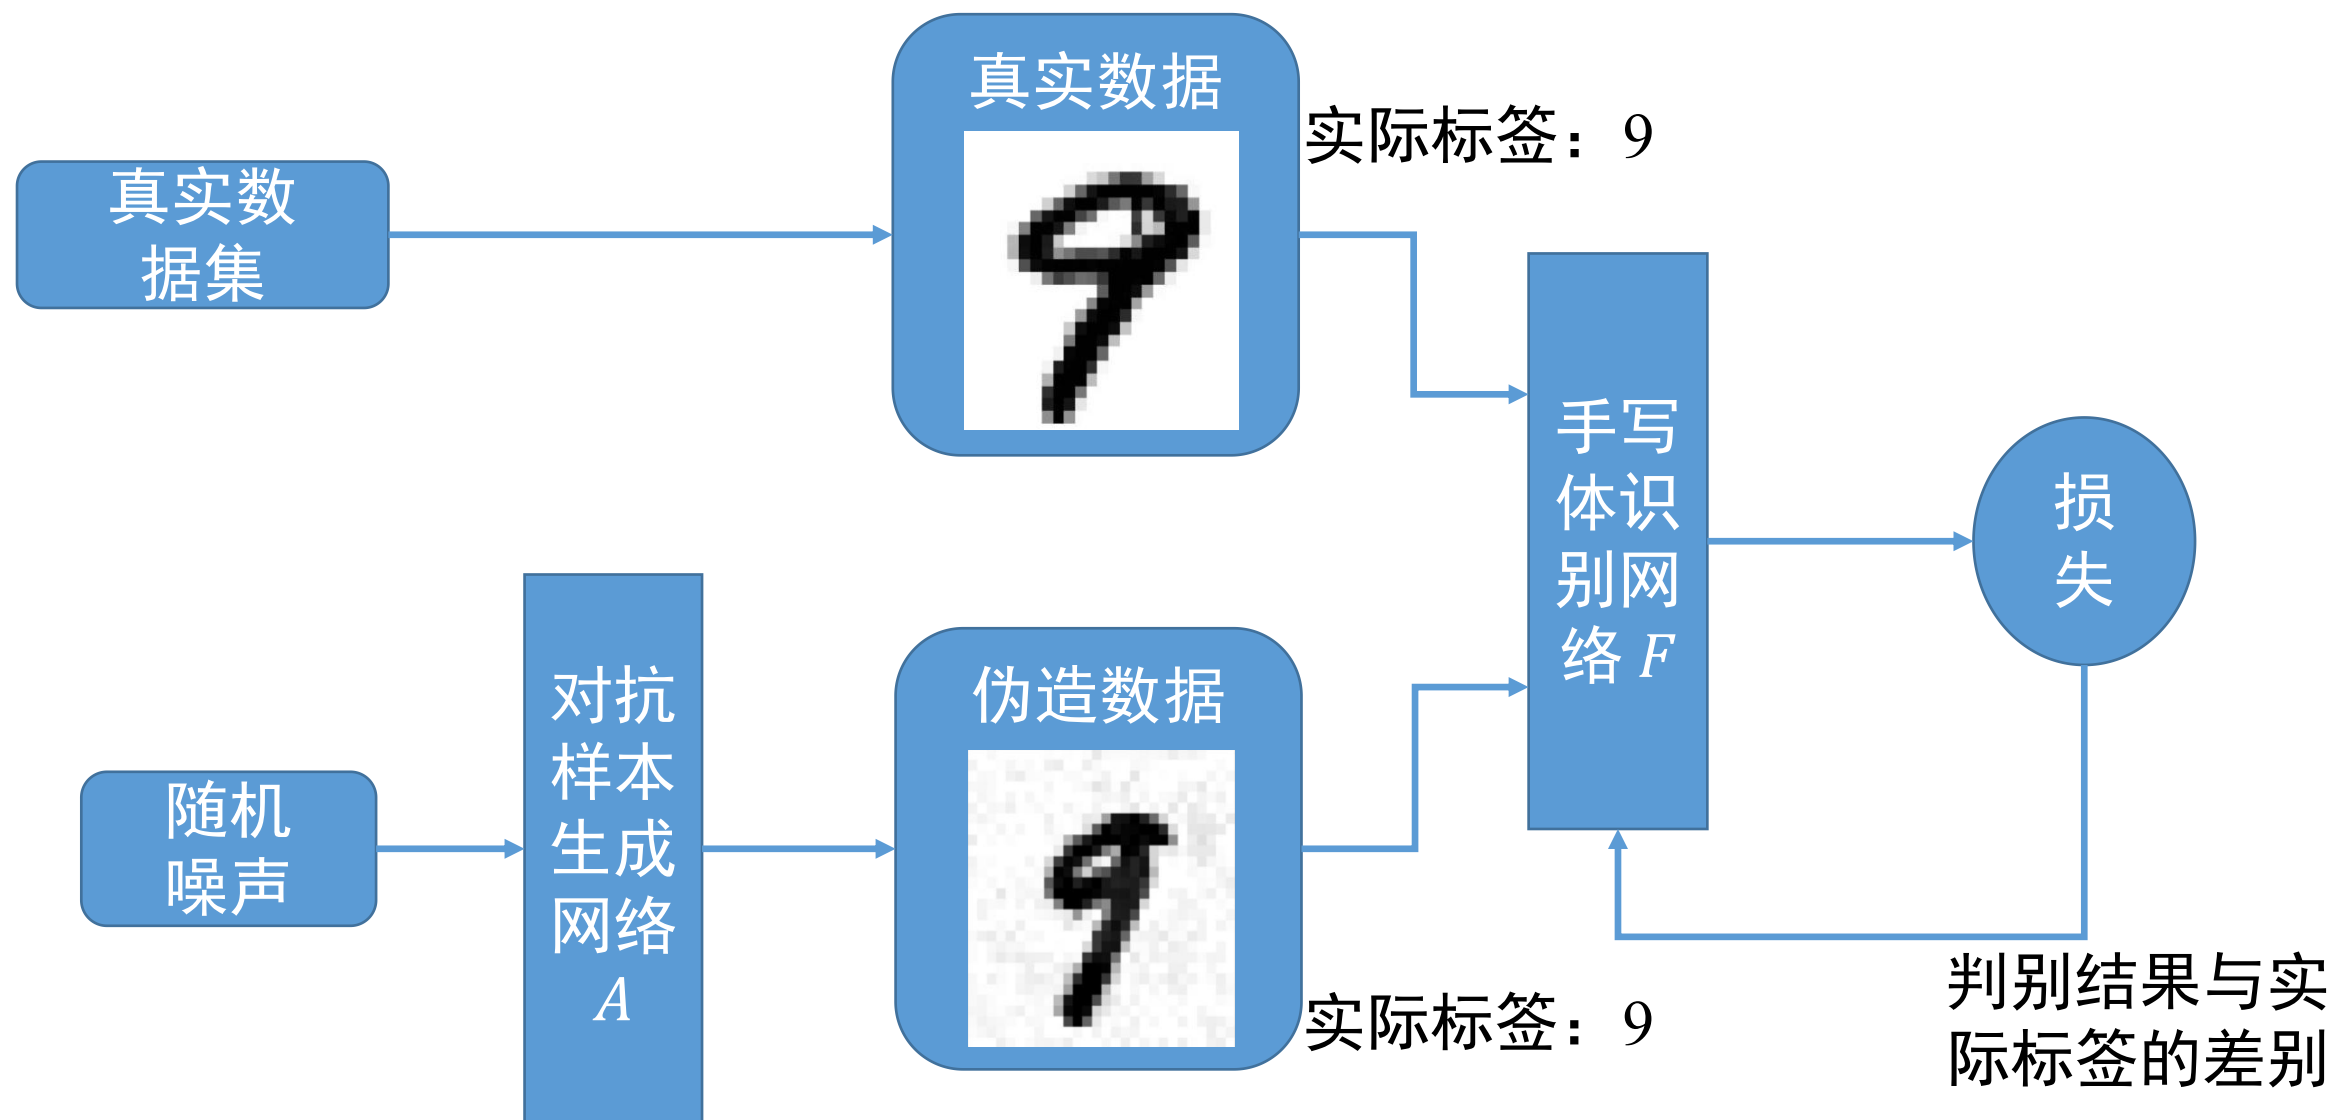 真实数据
实际标签：9
真实数
据集
手写
体识
别网
络 F
损
失
对抗
样本
生成
网络
A
伪造数据
随机
噪声
实际标签：9
判别结果与实
际标签的差别